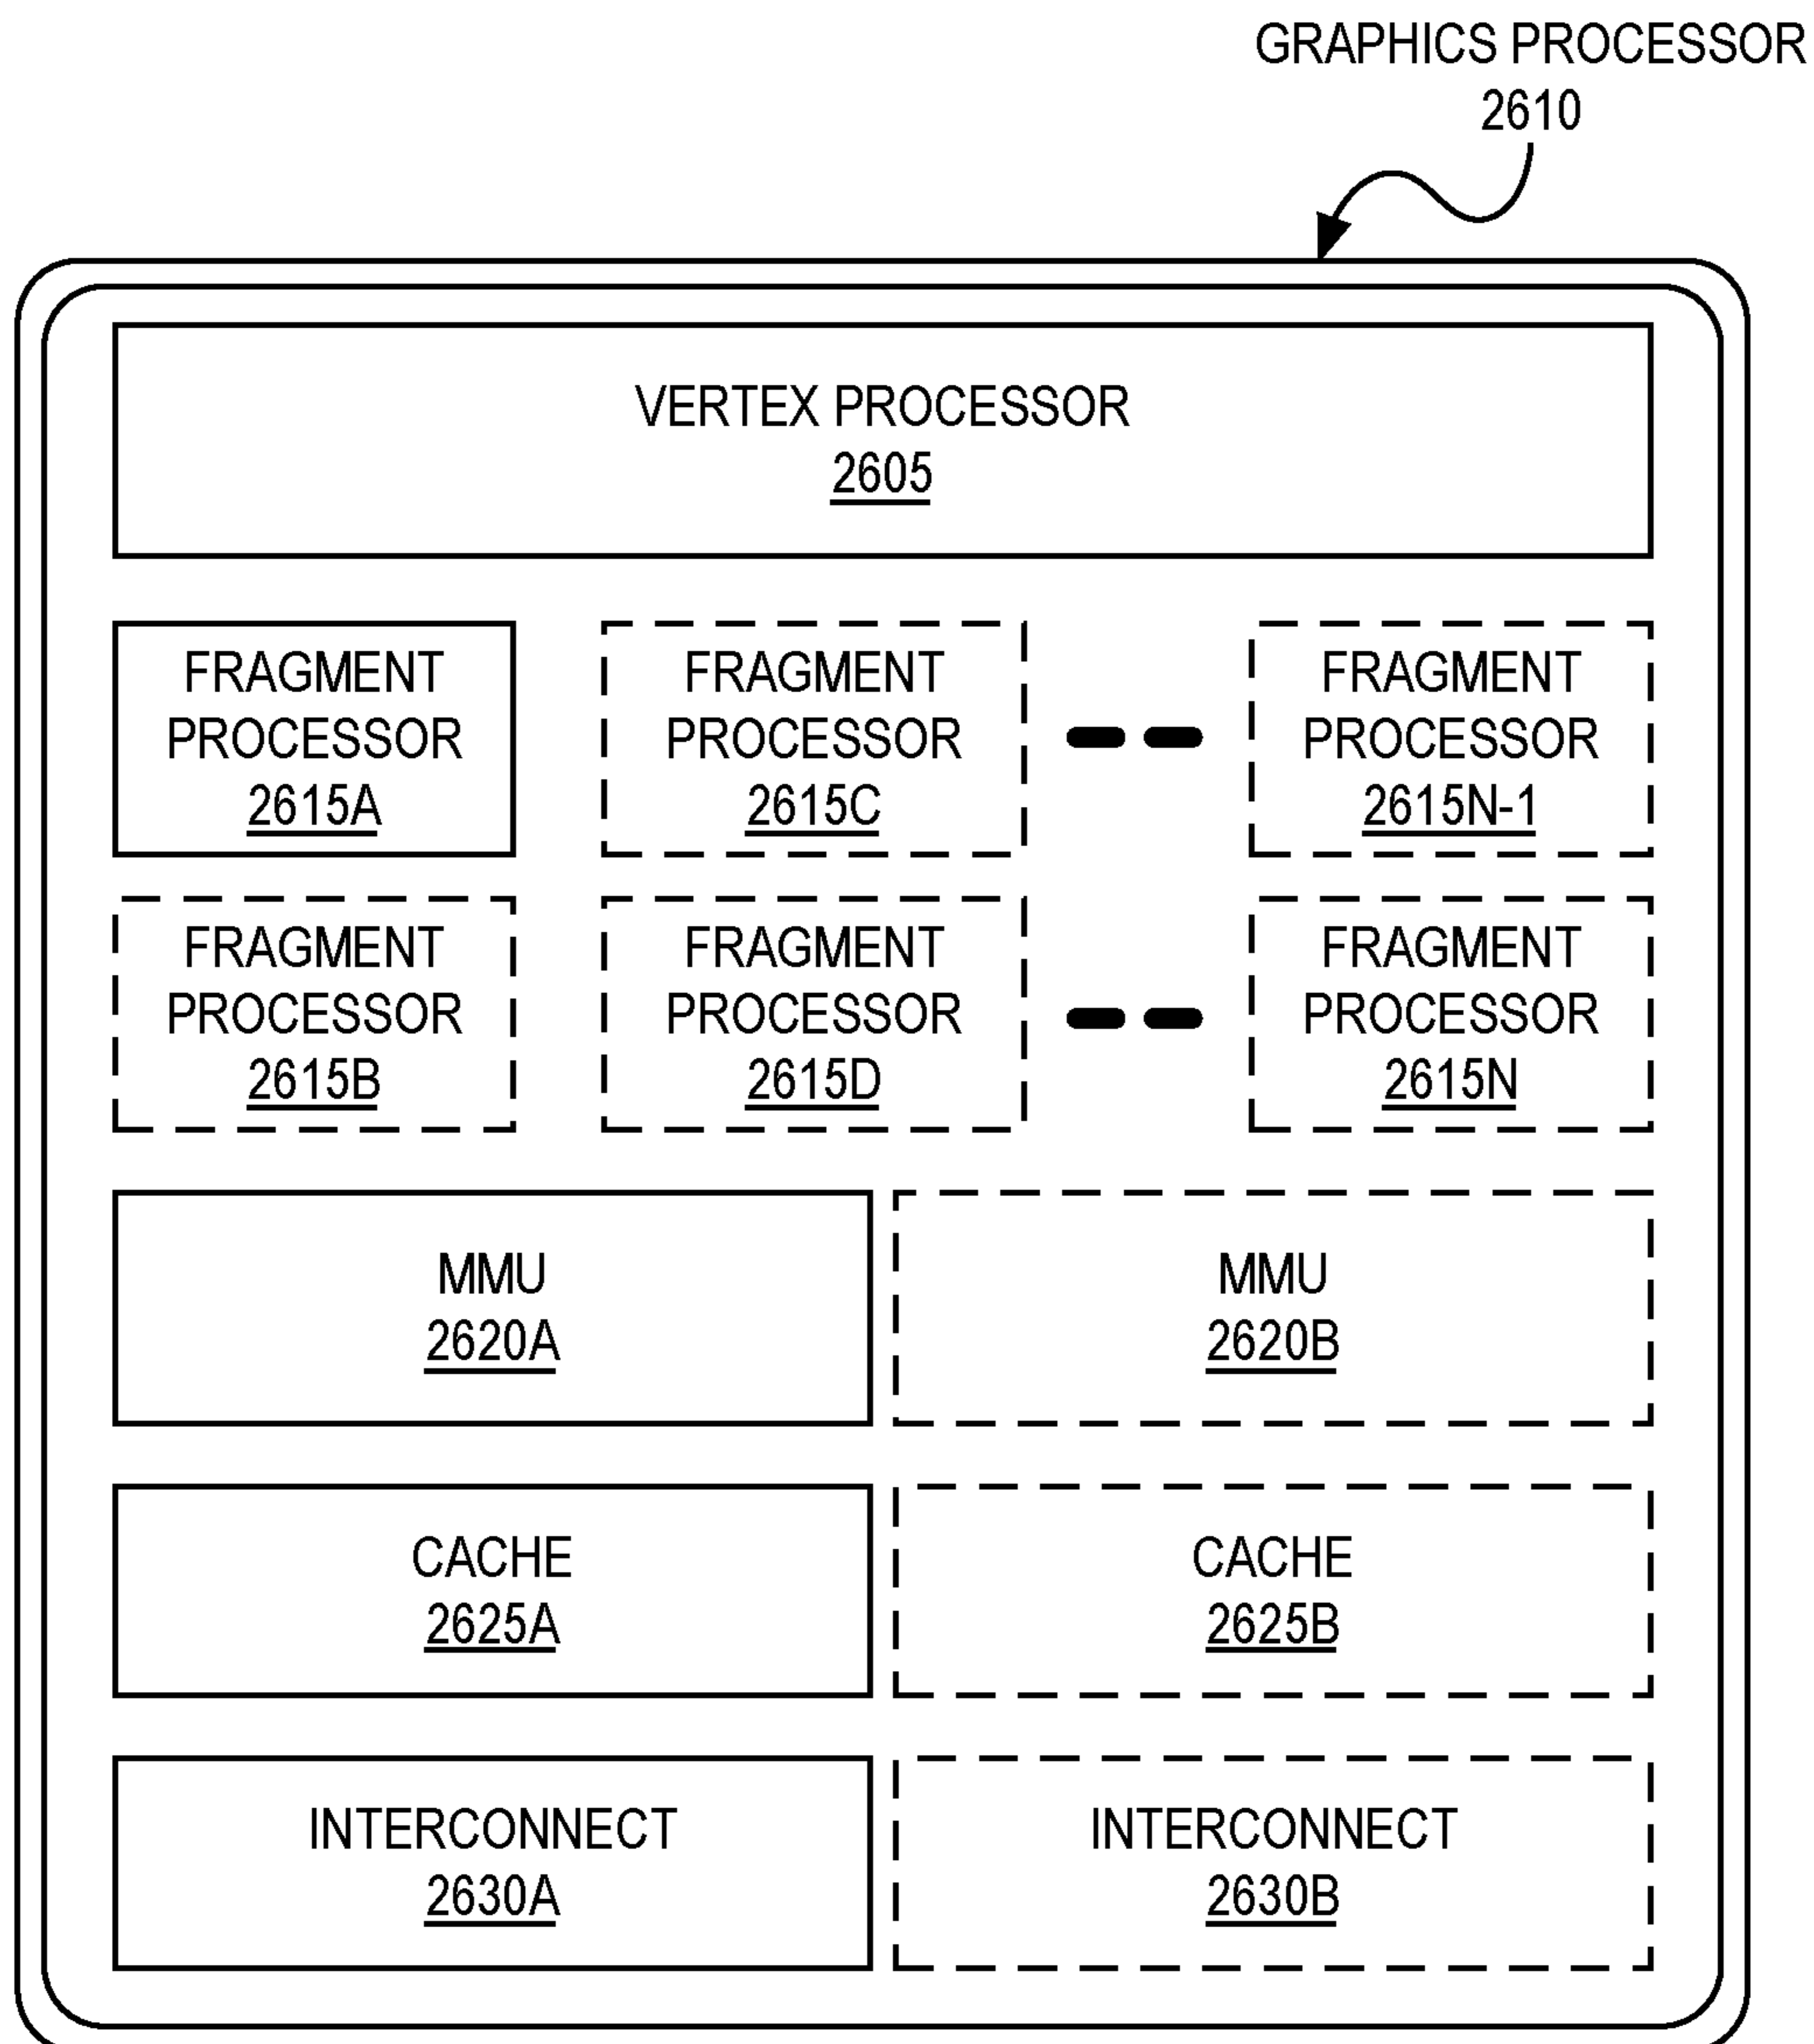 GRAPHICS PROCESSOR
2610
VERTEX PROCESSOR
2605
FRAGMENT
PROCESSOR
2615A
FRAGMENT
PROCESSOR
2615C
FRAGMENT
PROCESSOR
2615N-1
FRAGMENT
PROCESSOR
2615B
FRAGMENT
PROCESSOR
2615D
FRAGMENT
PROCESSOR
2615N
MMU
2620A
MMU
2620B
CACHE
2625A
CACHE
2625B
INTERCONNECT
2630A
INTERCONNECT
2630B